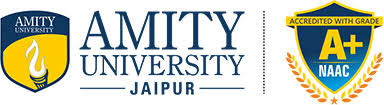 AMITY
UNIVERSITY
AMITY
UNIVERSITY
JAIPUR
ACCREDITED WITH GRADE
A+
NAAC